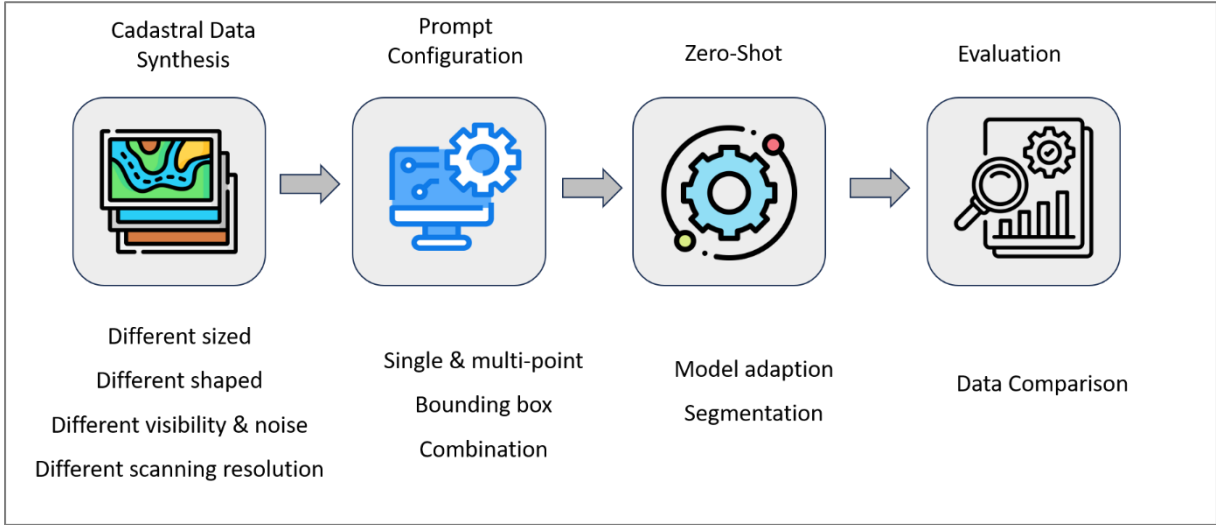 Cadastral Data
Synthesis
Prompt
Configuration
Zero-Shot
Evaluation
Different sized
Different shaped
Different visibility & noise
Different scanning resolution
Single & multi-point
Bounding box
Combination
Model adaption
Segmentation
Data Comparison